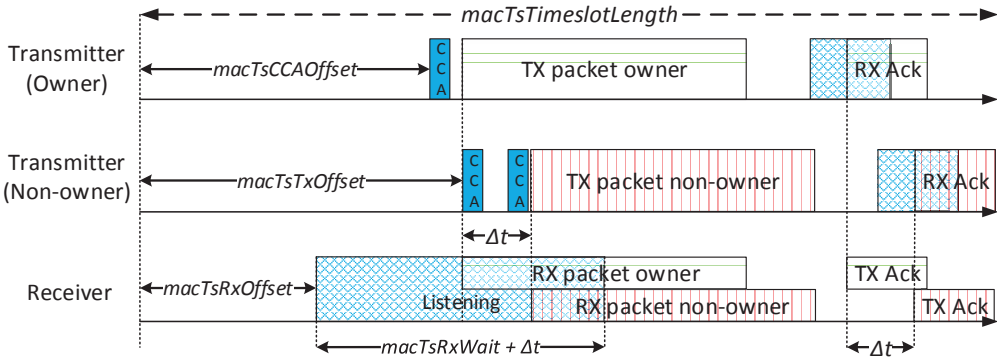 macTsTimeslotLength
Transmitter
(Owner)
macTsCCAOffset
C
C
A
TX packet owner
RX Ack
Transmitter
(Non-owner)
macTsTxOffset
C
C
A
C
C
A
TX packet non-owner
RX Ack
Δt
Receiver
macTsRxOffset
Listening
RX packet owner
RX packet non-owner
TX Ack
TX Ack
macTsRxWait + Δt
Δt